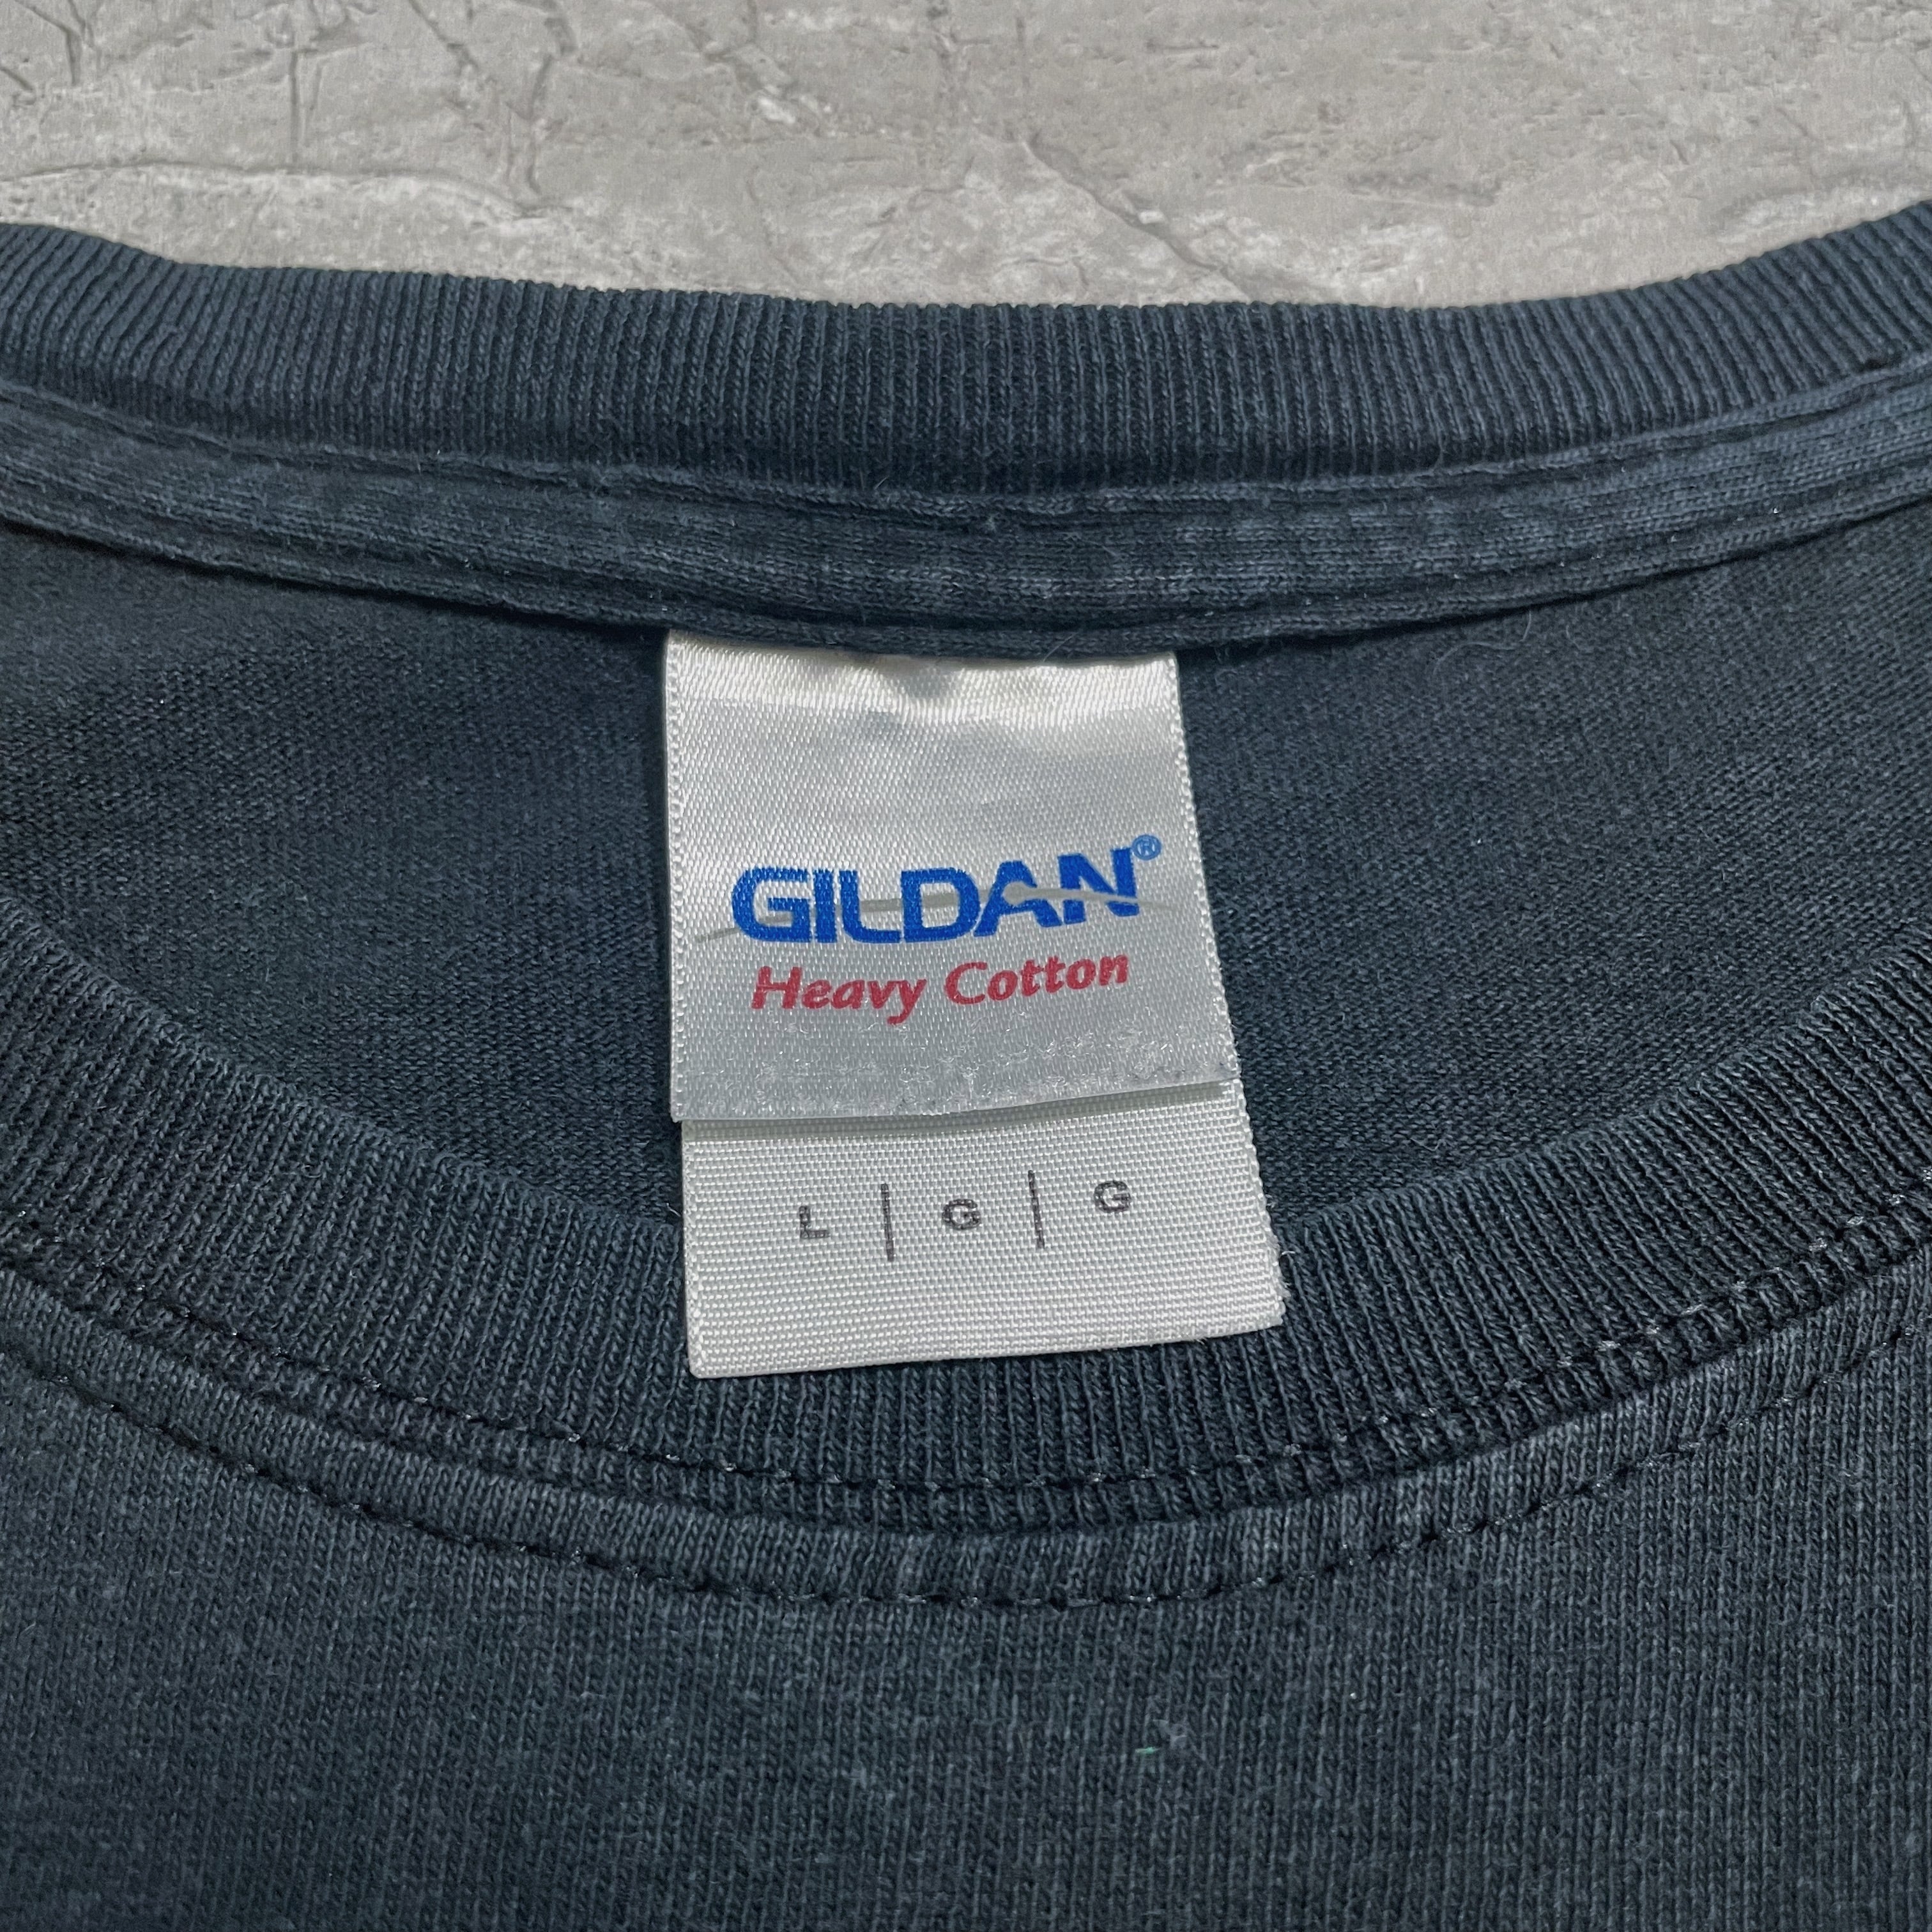 GILDAN®
Heavy Cotton
L | G | G